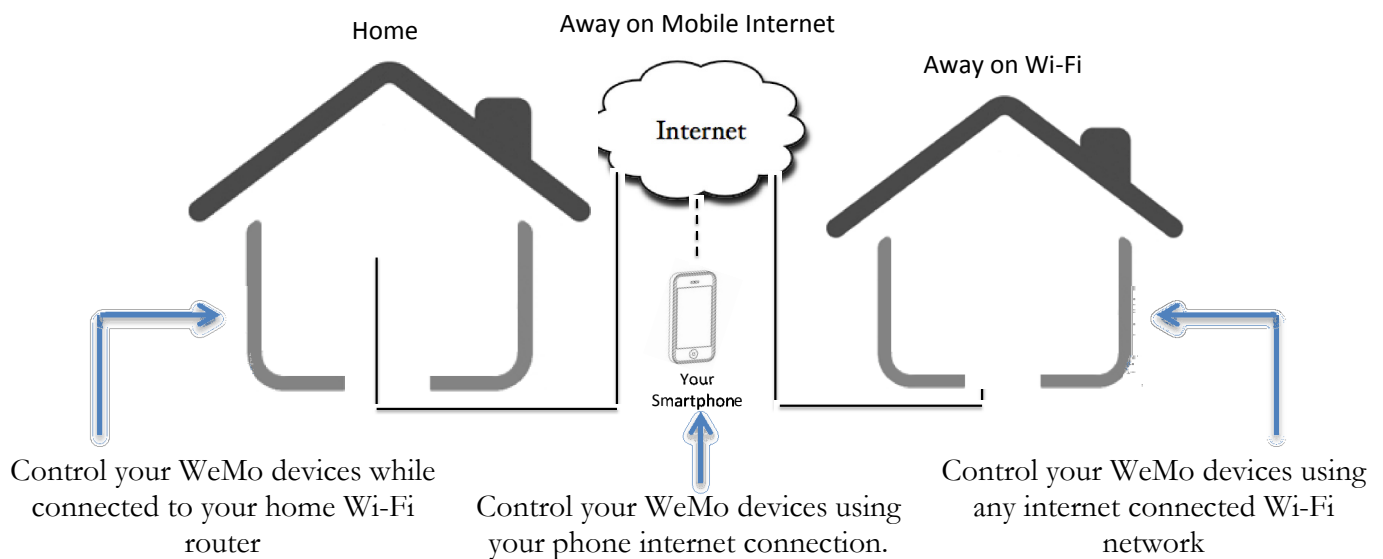 Home
Away on Mobile Internet
Away on Wi-Fi
Internet
Your
Smartphone
Control your WeMo devices while
connected to your home Wi-Fi
router
Control your WeMo devices using
your phone internet connection.
Control your WeMo devices using
any internet connected Wi-Fi
network